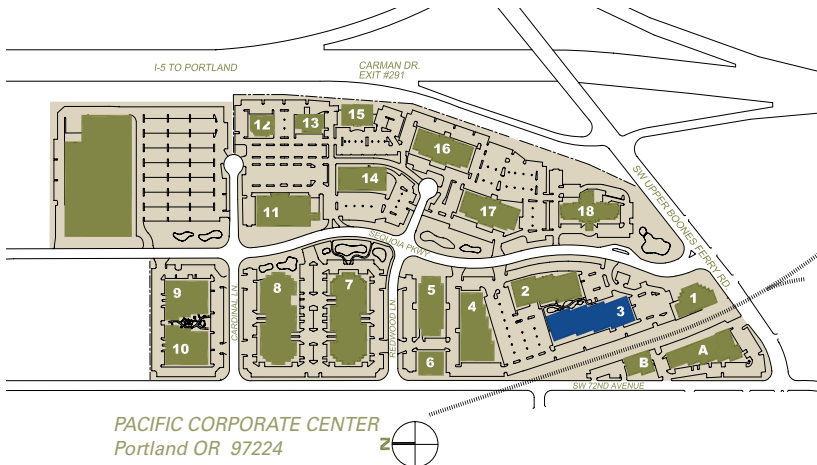 I-5 TO PORTLAND
CARMAN DR.
EXIT #291
12
13
15
16
14
11
17
18
SW UPPER BOONES FERRY RD
SEQUOIA PKWY
9
10
CARDINAL LN.
8
7
REDWOOD LN
5
6
4
2
3
1
B
A
SW 72ND AVENUE
PACIFIC CORPORATE CENTER
Portland OR 97224
N